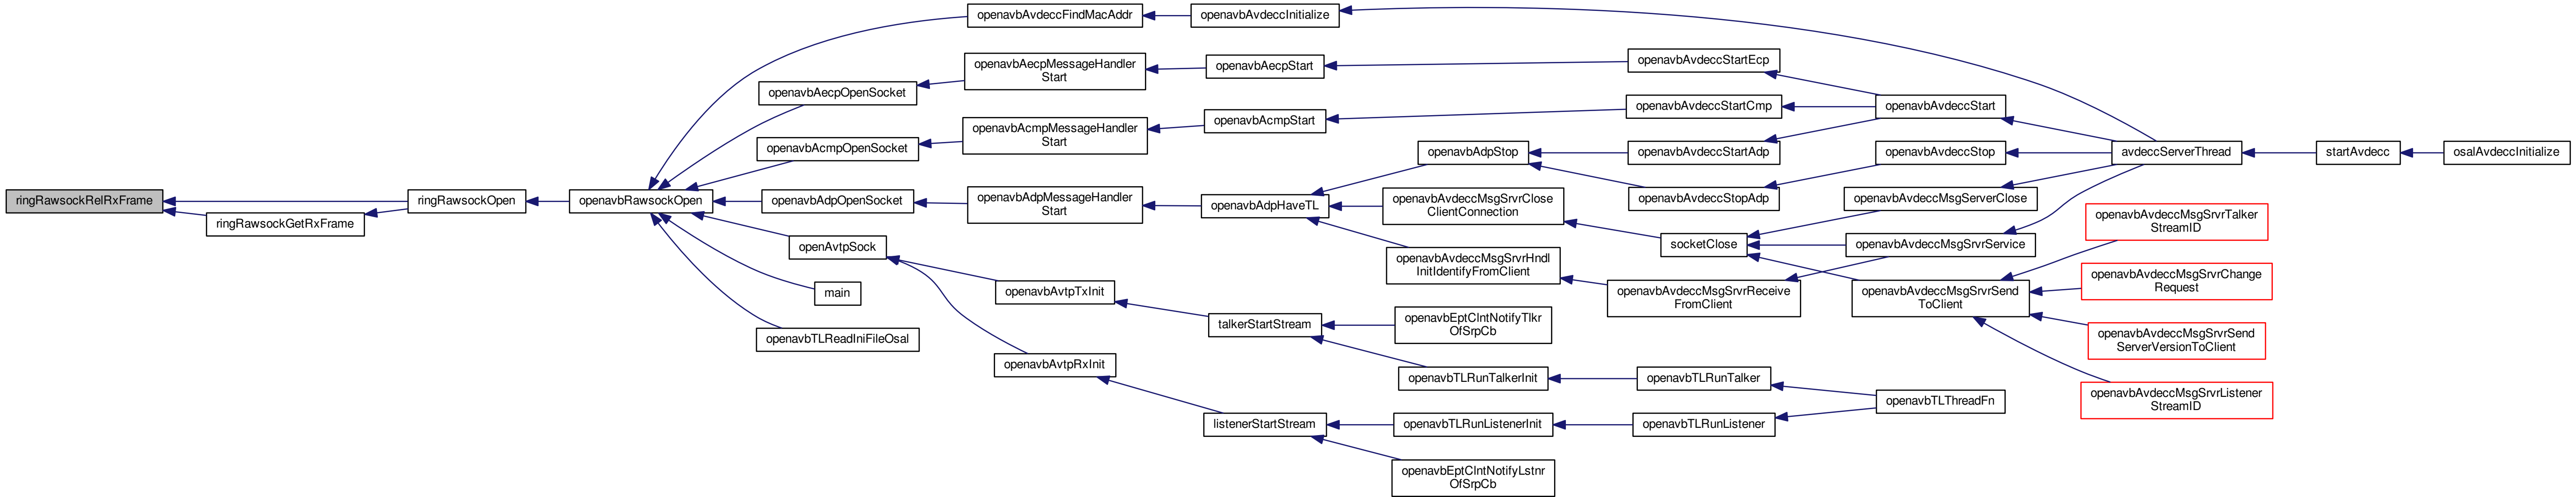 ringRawsockRelRxFrame
ringRawsockGetRxFrame
ringRawsockOpen
openavbRawsockOpen
openavbAvdeccFindMacAddr
openavbAvdeccInitialize
openavbAecpOpenSocket
openavbAecpMessageHandler
Start
openavbAecpStart
openavbAvdeccStartEcp
openavbAcmpOpenSocket
openavbAcmpMessageHandler
Start
openavbAcmpStart
openavbAvdeccStartCmp
openavbAvdeccStart
openavbAdpOpenSocket
openavbAdpMessageHandler
Start
openavbAdpHaveTL
openavbAdpStop
openavbAvdeccStartAdp
openavbAvdeccStopAdp
openavbAvdeccStop
avdeccServerThread
startAvdecc
osalAvdeccInitialize
openavbAvdeccMsgSrvrClose
ClientConnection
openavbAvdeccMsgSrvrHndl
InitIdentifyFromClient
socketClose
openavbAvdeccMsgSrvrReceive
FromClient
openavbAvdeccMsgServerClose
openavbAvdeccMsgSrvrService
openavbAvdeccMsgSrvrSend
ToClient
openavbAvdeccMsgSrvrTalker
StreamID
openavbAvdeccMsgSrvrChange
Request
openavbAvdeccMsgSrvrSend
ServerVersionToClient
openavbAvdeccMsgSrvrListener
StreamID
openAvtpSock
main
openavbTLReadIniFileOsal
openavbAvtpTxInit
openavbAvtpRxInit
talkerStartStream
openavbEptClntNotifyTlkr
OfSrpCb
openavbTLRunTalkerInit
openavbTLRunTalker
openavbTLThreadFn
listenerStartStream
openavbTLRunListenerInit
openavbTLRunListener
openavbEptClntNotifyLstnr
OfSrpCb